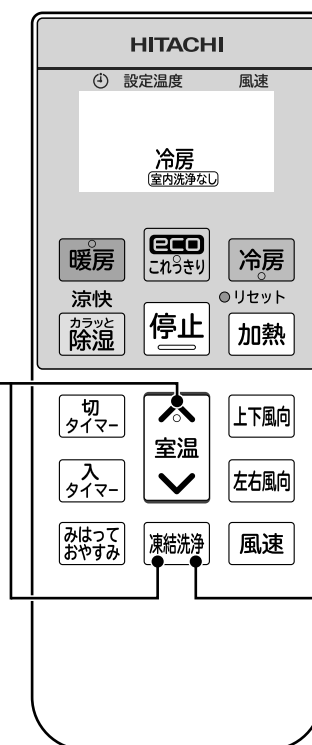 HITACHI
設定温度 風速
冷房
室内洗浄なし
暖房
eco
これっきり
冷房
涼快
カラッと
除湿
停止
リセット
加熱
切
タイマー
室温
上下風向
入
タイマー
左右風向
みはって
おやすみ
凍結洗浄
風速